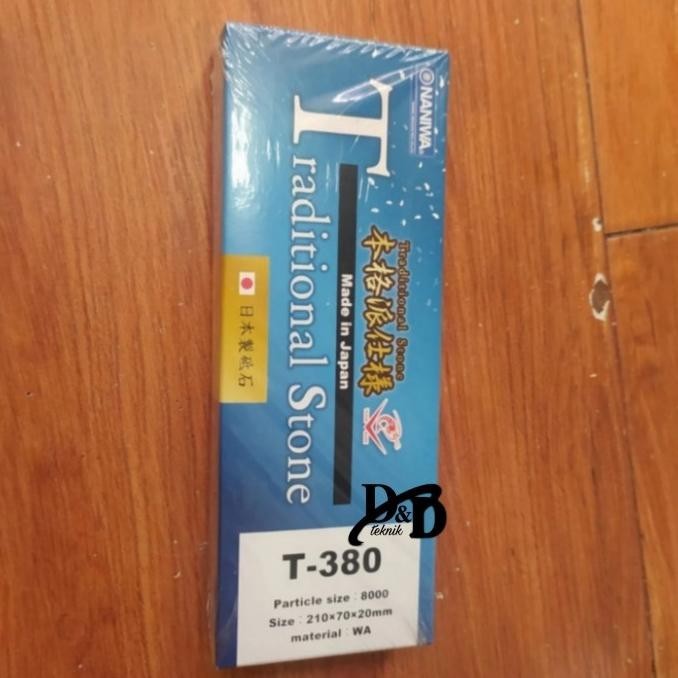 NANIWA
Traditional Stone
Traditional Stone
本格派仕様
Made in Japan
日本製砥石
D&D
teknik
T-380
Particle size : 8000
Size : 210×70×20mm
material : WA